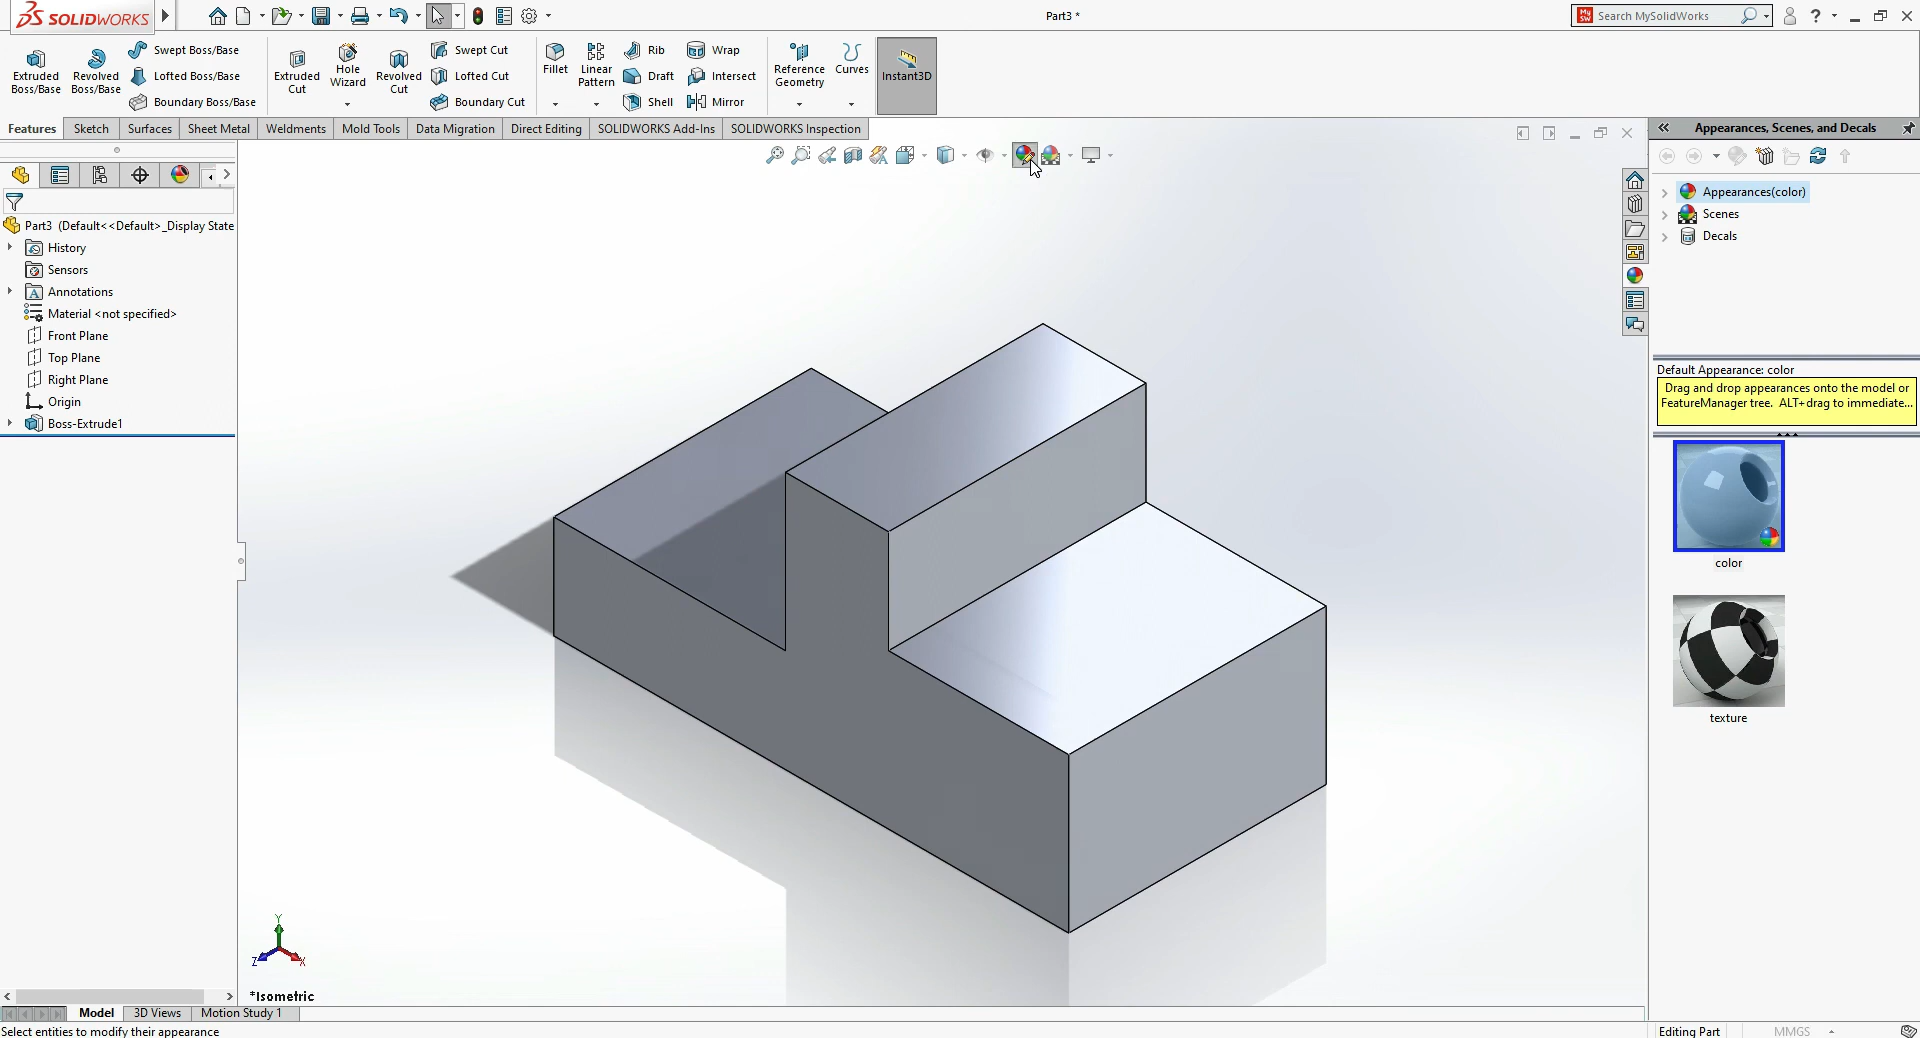 SOLIDWORKS
Part3 *
Search MySolidWorks
Extruded Boss/Base
Revolved Boss/Base
Swept Boss/Base
Lofted Boss/Base
Boundary Boss/Base
Extruded Cut
Hole Wizard
Revolved Cut
Swept Cut
Lofted Cut
Boundary Cut
Fillet
Linear Pattern
Rib
Draft
Shell
Wrap
Intersect
Mirror
Reference Geometry
Curves
Instant3D
Features
Sketch
Surfaces
Sheet Metal
Weldments
Mold Tools
Data Migration
Direct Editing
SOLIDWORKS Add-Ins
SOLIDWORKS Inspection
Appearances, Scenes, and Decals
Part3 (Default<<Default>_Display State
History
Sensors
Annotations
Material <not specified>
Front Plane
Top Plane
Right Plane
Origin
Boss-Extrude1
Appearances(color)
Scenes
Decals
Default Appearance: color
Drag and drop appearances onto the model or
FeatureManager tree. ALT+drag to immediate...
color
texture
Y
Z
X
*Isometric
Model
3D Views
Motion Study 1
Select entities to modify their appearance
Editing Part
MMGS